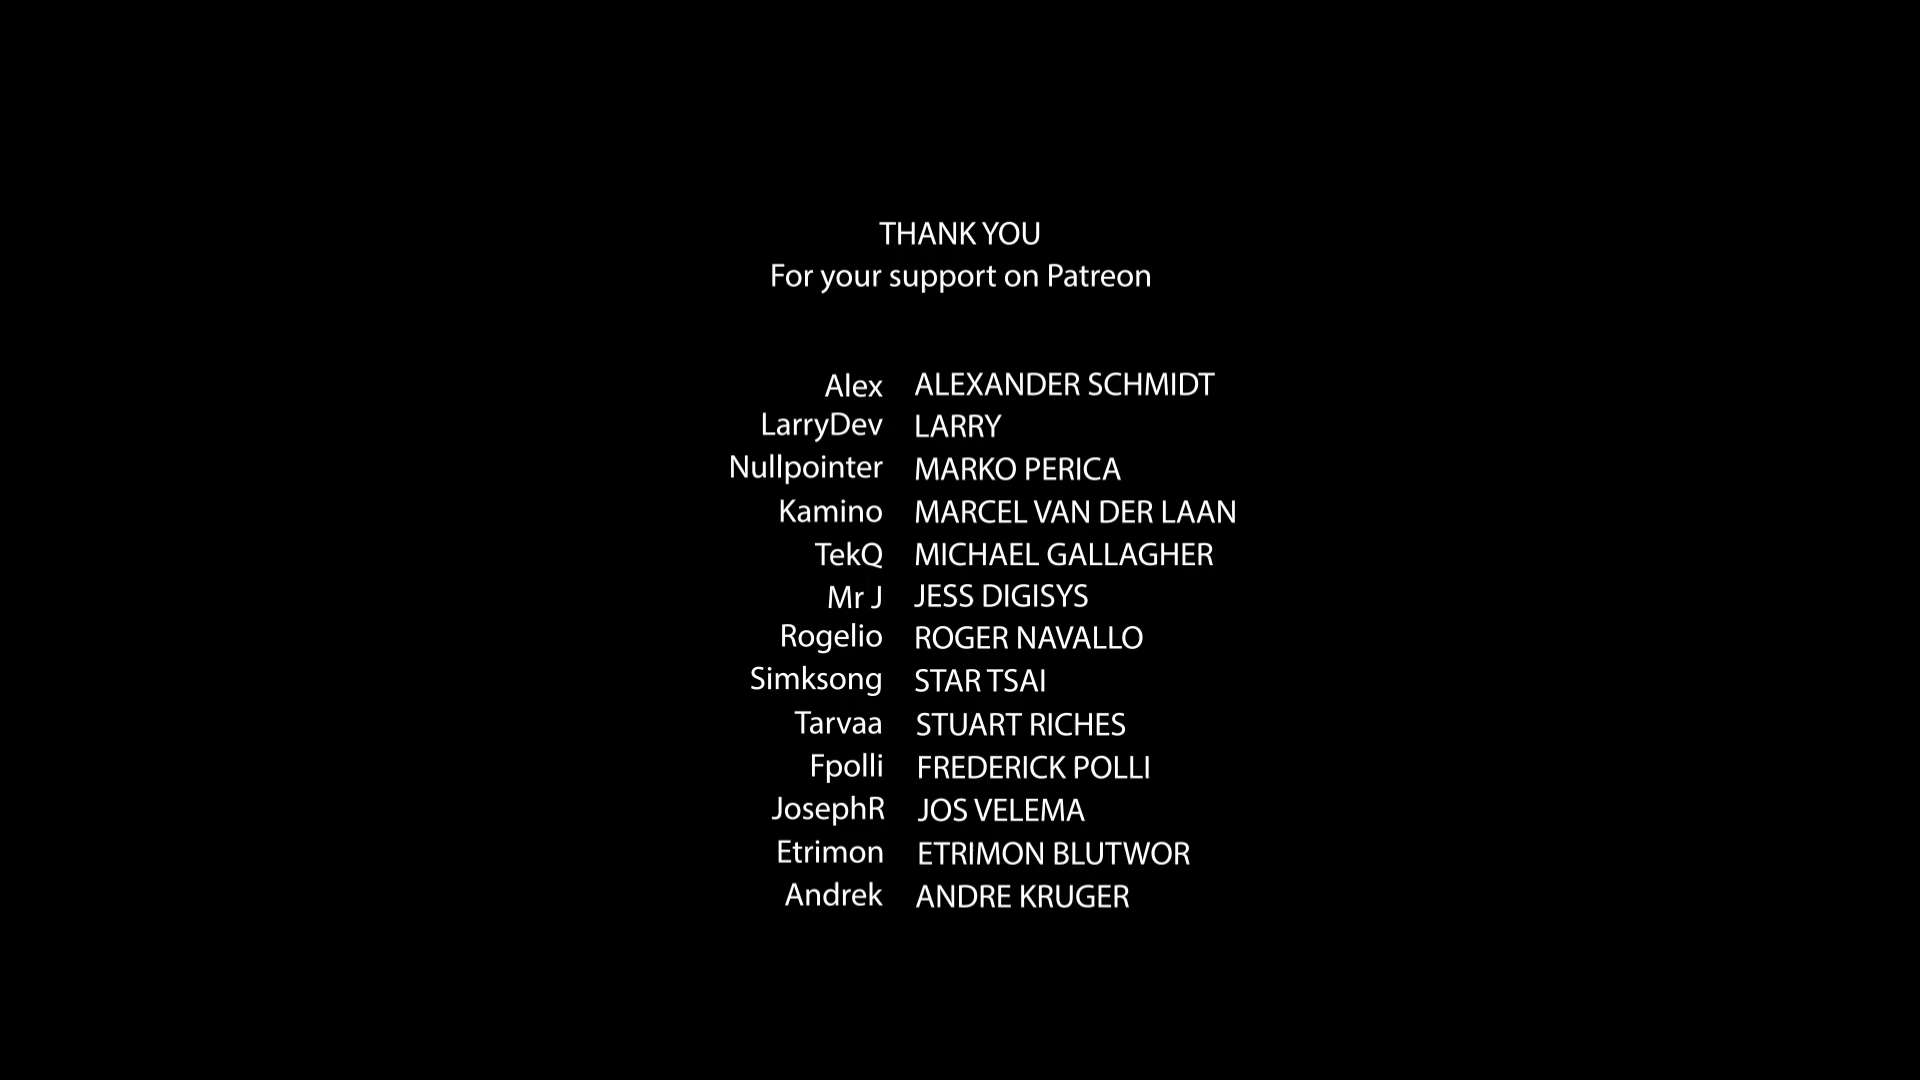 THANK YOU
For your support on Patreon
Alex ALEXANDER SCHMIDT
LarryDev LARRY
Nullpointer MARKO PERICA
Kamino MARCEL VAN DER LAAN
TekQ MICHAEL GALLAGHER
Mr J JESS DIGISYS
Rogelio ROGER NAVALLO
Simksong STAR TSAI
Tarvaa STUART RICHES
Fpolli FREDERICK POLLI
JosephR JOS VELEMA
Etrimon ETRIMON BLUTWOR
Andrek ANDRE KRUGER